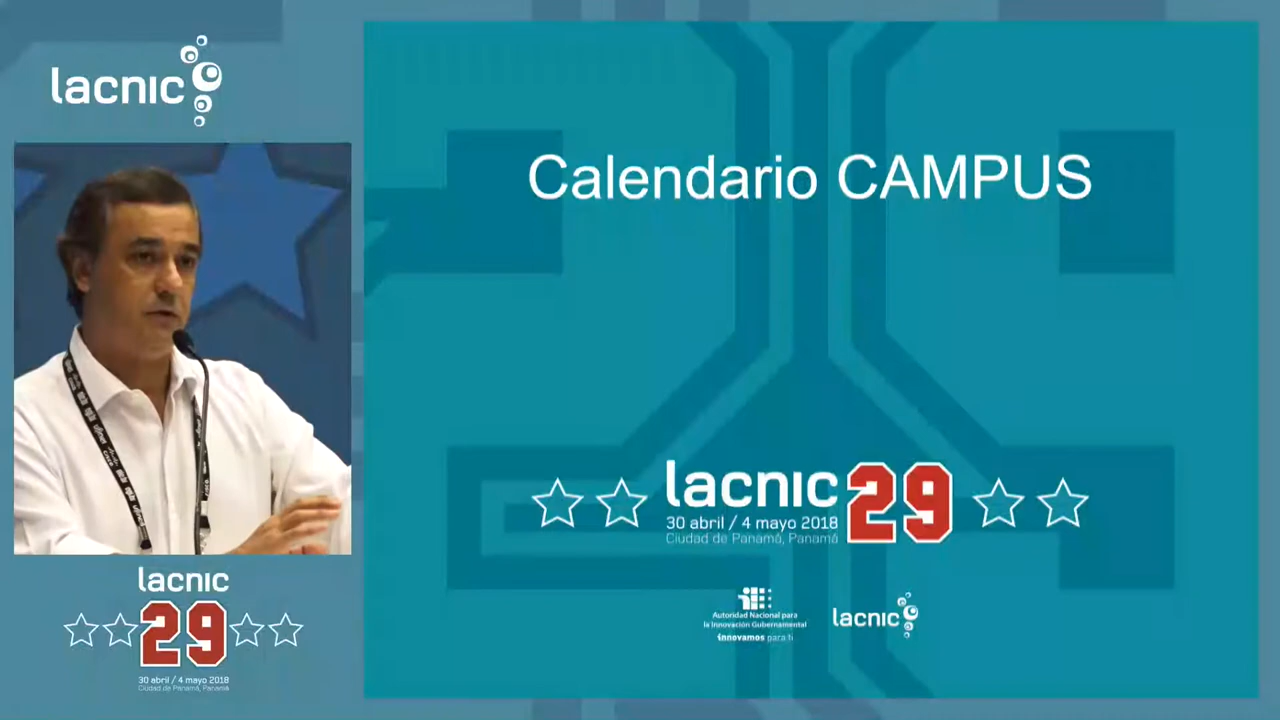 lacnic
Calendario CAMPUS
lacnic 29
30 abril / 4 mayo 2018
Ciudad de Panamá, Panamá
Autoridad Nacional para
la Innovación Gubernamental
innovamos para ti
lacnic
lacnic
29
30 abril / 4 mayo 2018
Ciudad de Panamá, Panamá